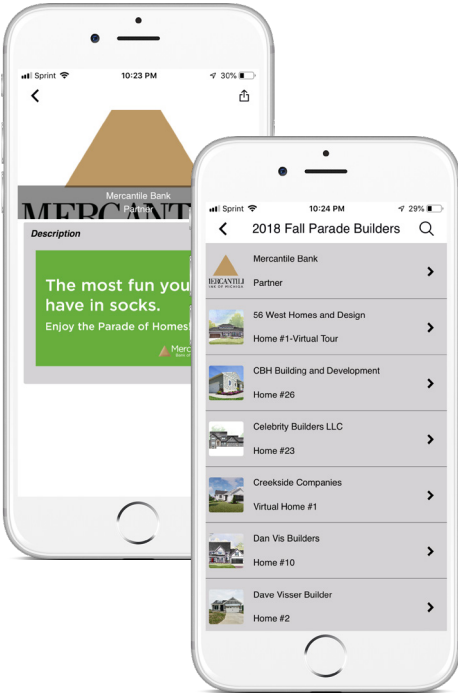 Sprint
10:23 PM
30%
MERCANT
Mercantile Bank
Partner
Description
The most fun you
have in socks.
Enjoy the Parade of Homes!
Merc
Sprint
10:24 PM
29%
2018 Fall Parade Builders
Mercantile Bank
Partner
56 West Homes and Design
Home #1-Virtual Tour
CBH Building and Development
Home #26
Celebrity Builders LLC
Home #23
Creekside Companies
Virtual Home #1
Dan Vis Builders
Home #10
Dave Visser Builder
Home #2